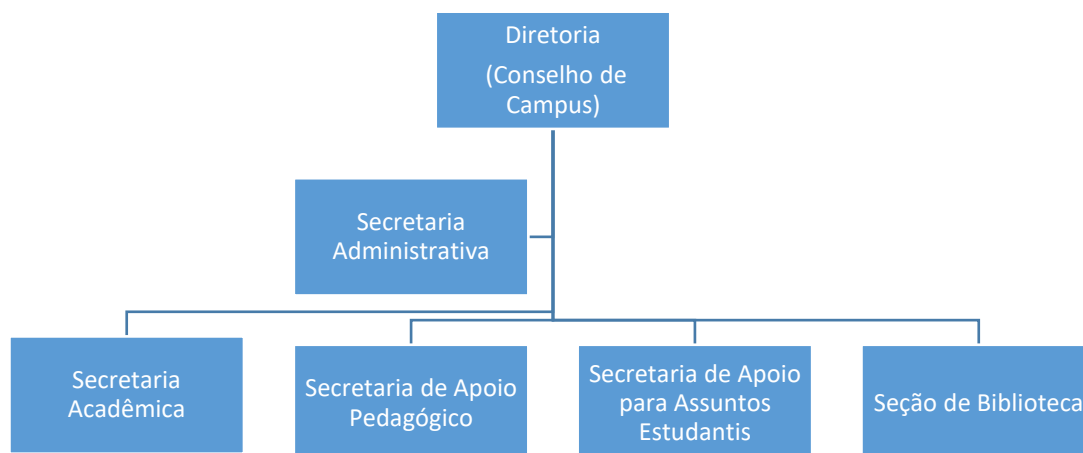 Diretoria
(Conselho de
Campus)
Secretaria
Administrativa
Secretaria
Acadêmica
Secretaria de Apoio
Pedagógico
Secretaria de Apoio
para Assuntos
Estudantis
Seção de Biblioteca